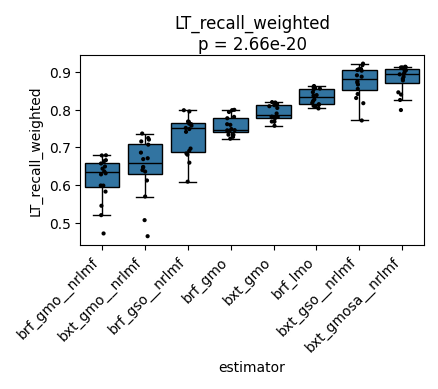 LT_recall_weighted
p = 2.66e-20
LT_recall_weighted
0.9
0.8
0.7
0.6
0.5
brf_gmo__nrlmf
bxt_gmo__nrlmf
brf_gso__nrlmf
brf_gmo
bxt_gmo
brf_lmo
bxt_gso__nrlmf
bxt_gmosa__nrlmf
estimator